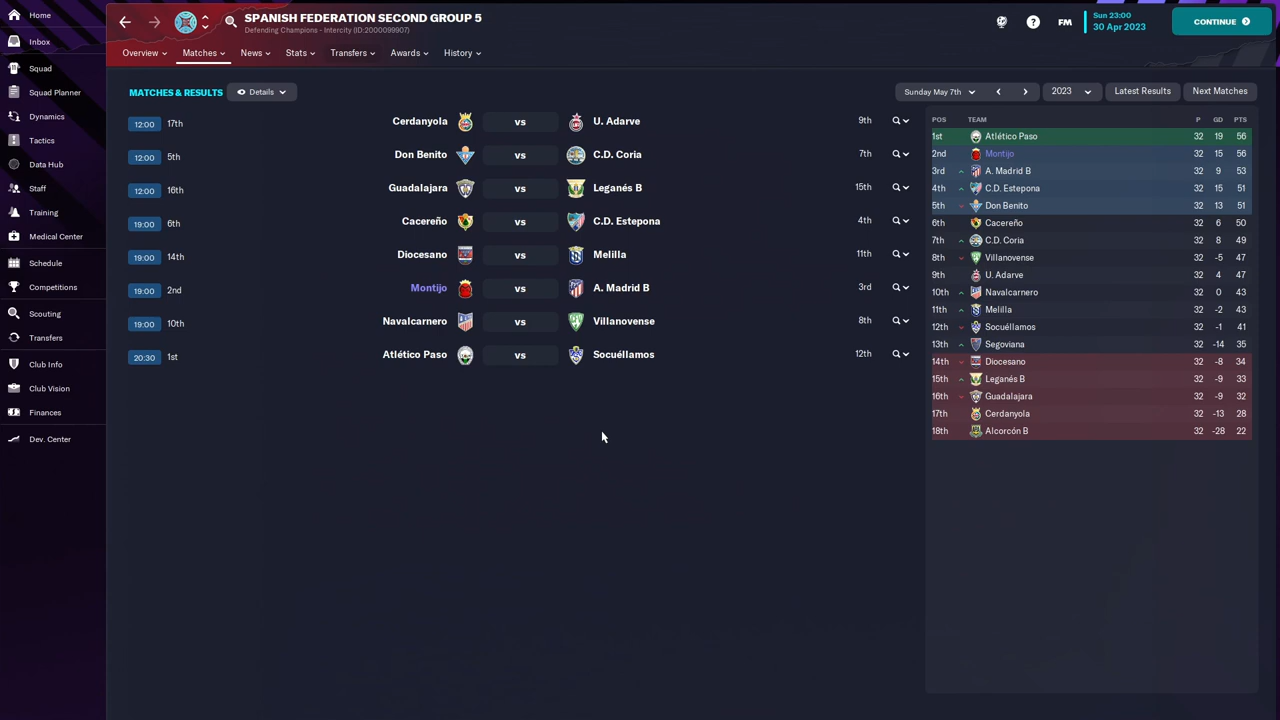 Home
Inbox
Squad
Squad Planner
Dynamics
Tactics
Data Hub
Staff
Training
Medical Center
Schedule
Competitions
Scouting
Transfers
Club Info
Club Vision
Finances
Dev. Center
SPANISH FEDERATION SECOND GROUP 5
Defending Champions - Intercity (ID:2000099907)
? FM Sun 23:00
30 Apr 2023
CONTINUE
Overview Matches News Stats Transfers Awards History
MATCHES & RESULTS Details Sunday May 7th 2023 Latest Results Next Matches
12:00 17th Cerdanyola vs U. Adarve 9th
12:00 5th Don Benito vs C.D. Coria 7th
12:00 16th Guadalajara vs Leganés B 15th
19:00 6th Cacereño vs C.D. Estepona 4th
19:00 14th Diocesano vs Melilla 11th
19:00 2nd Montijo vs A. Madrid B 3rd
19:00 10th Navalcarnero vs Villanovense 8th
20:30 1st Atlético Paso vs Socuéllamos 12th
POS TEAM P GD PTS
1st Atlético Paso 32 19 56
2nd Montijo 32 15 56
3rd A. Madrid B 32 9 53
4th C.D. Estepona 32 15 51
5th Don Benito 32 13 51
6th Cacereño 32 6 50
7th C.D. Coria 32 8 49
8th Villanovense 32 -5 47
9th U. Adarve 32 4 47
10th Navalcarnero 32 0 43
11th Melilla 32 -2 43
12th Socuéllamos 32 -1 41
13th Segoviana 32 -14 35
14th Diocesano 32 -8 34
15th Leganés B 32 -9 33
16th Guadalajara 32 -9 32
17th Cerdanyola 32 -13 28
18th Alcorcón B 32 -28 22